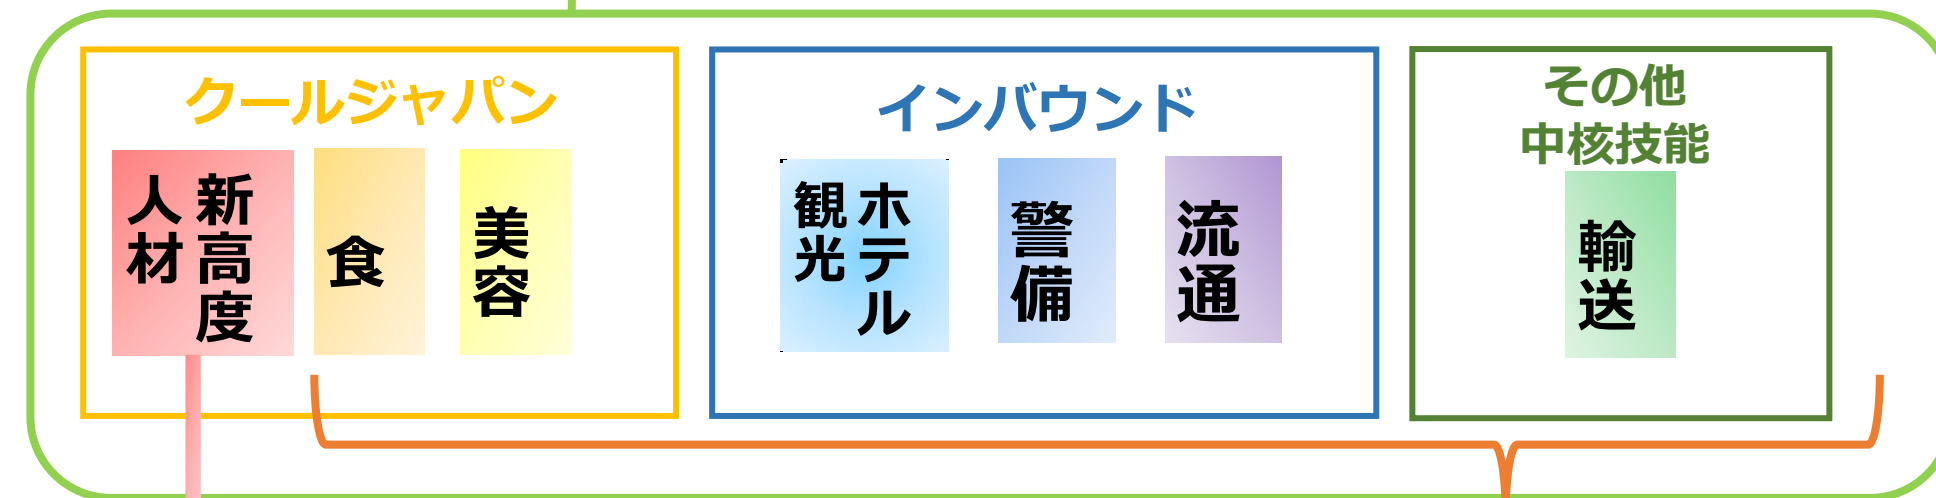 クールジャパン
新高度
人材
食
美容
インバウンド
ホテル
観光
警備
流通
その他
中核技能
輸送